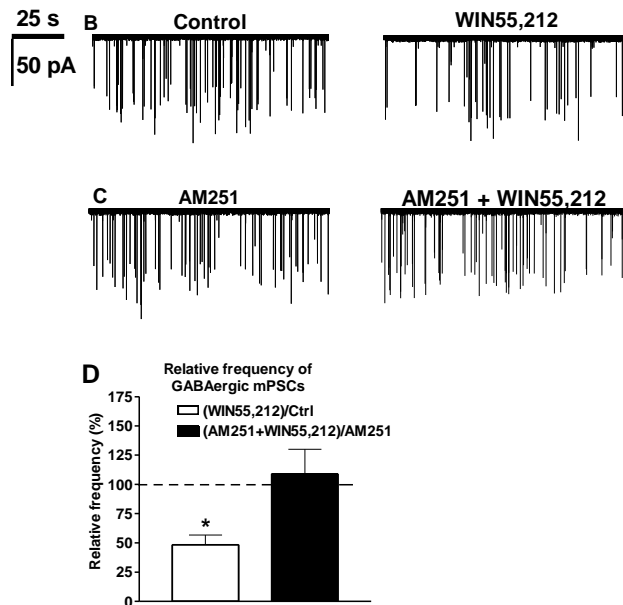 25 s
50 pA
B
Control
WIN55,212
C
AM251
AM251 + WIN55,212
D
Relative frequency of
GABAergic mPSCs
(WIN55,212)/Ctrl
(AM251+WIN55,212)/AM251
Relative frequency (%)
175
150
125
100
75
50
25
0
*